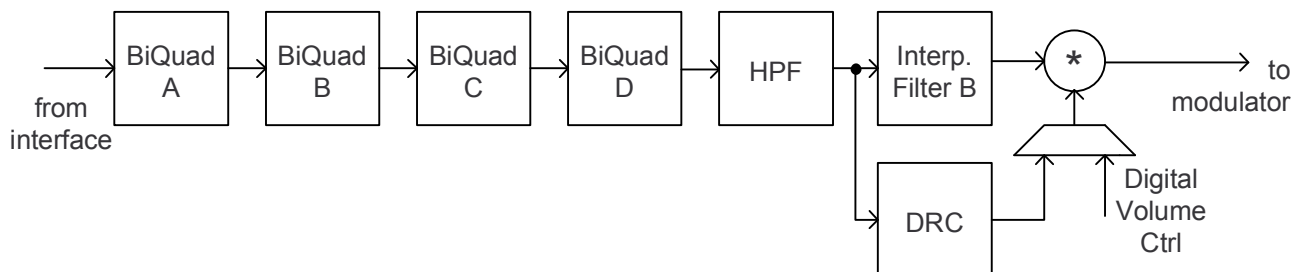 from
interface
BiQuad
A
BiQuad
B
BiQuad
C
BiQuad
D
HPF
Interp.
Filter B
*
to
modulator
DRC
Digital
Volume
Ctrl